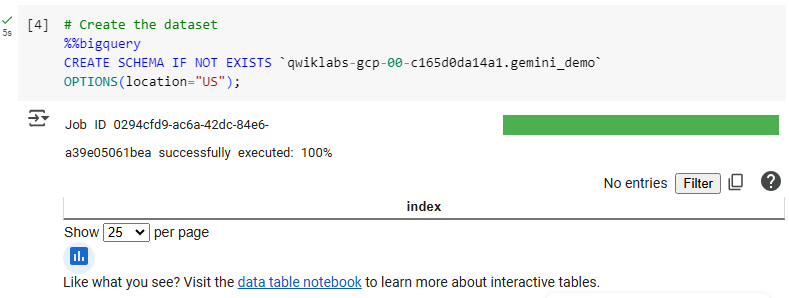 [4] # Create the dataset
5s %%bigquery
CREATE SCHEMA IF NOT EXISTS `qwiklabs-gcp-00-c165d0da14a1.gemini_demo`
OPTIONS(location="US");
Job ID 0294cfd9-ac6a-42dc-84e6-
a39e05061bea successfully executed: 100%
No entries Filter ?
index
Show 25 per page
Like what you see? Visit the data table notebook to learn more about interactive tables.